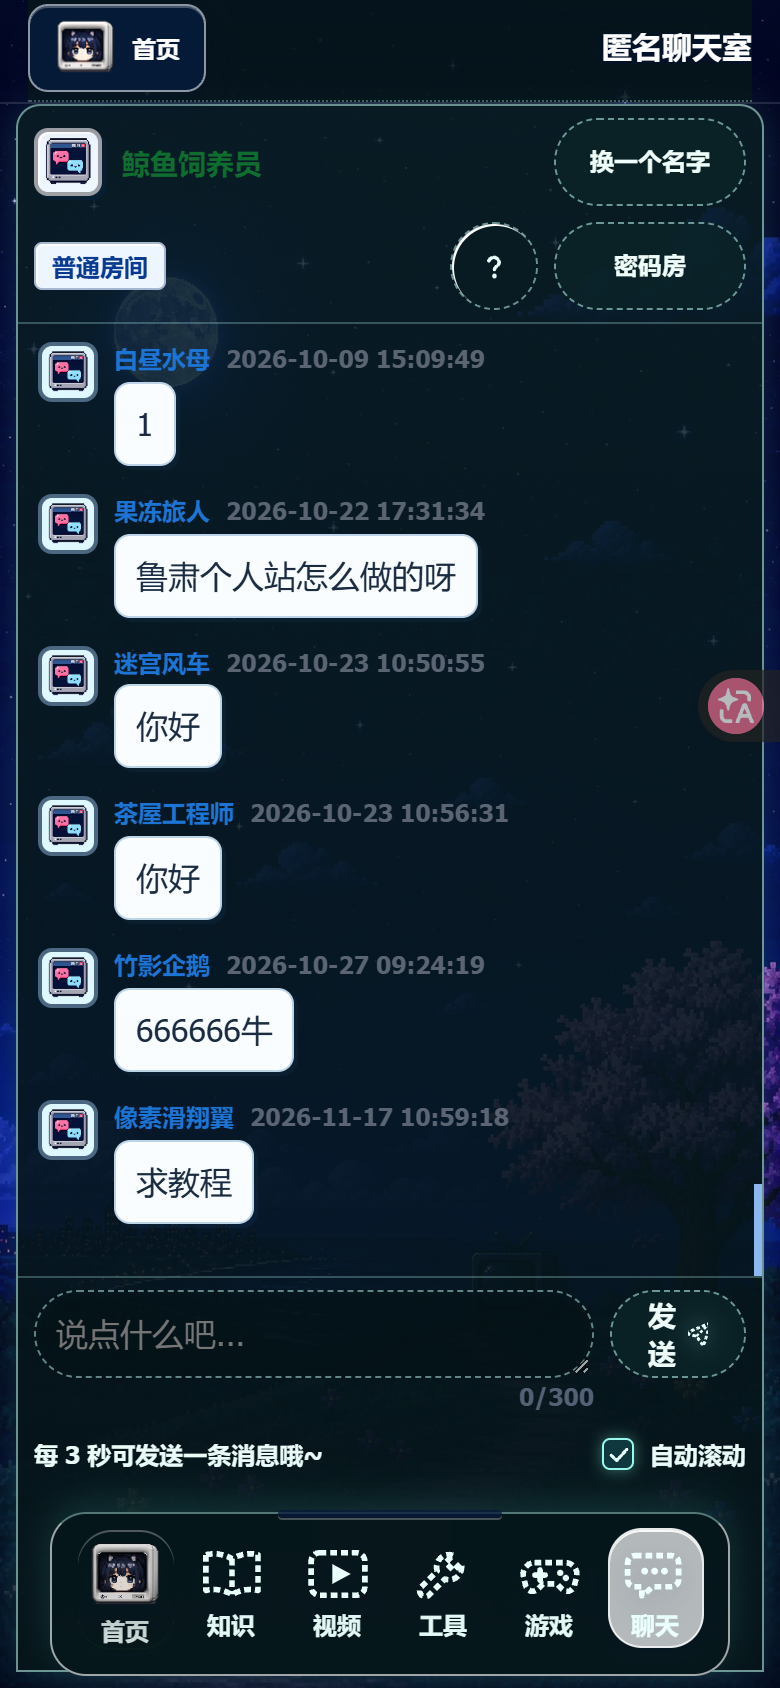 首页
匿名聊天室
鲸鱼饲养员
换一个名字
普通房间
?
密码房
白昼水母 2026-10-09 15:09:49
1
果冻旅人 2026-10-22 17:31:34
鲁肃个人站怎么做的呀
迷宫风车 2026-10-23 10:50:55
你好
茶屋工程师 2026-10-23 10:56:31
你好
竹影企鹅 2026-10-27 09:24:19
666666牛
像素滑翔翼 2026-11-17 10:59:18
求教程
说点什么吧...
发
送
0/300
每 3 秒可发送一条消息哦~
自动滚动
首页 知识 视频 工具 游戏 聊天